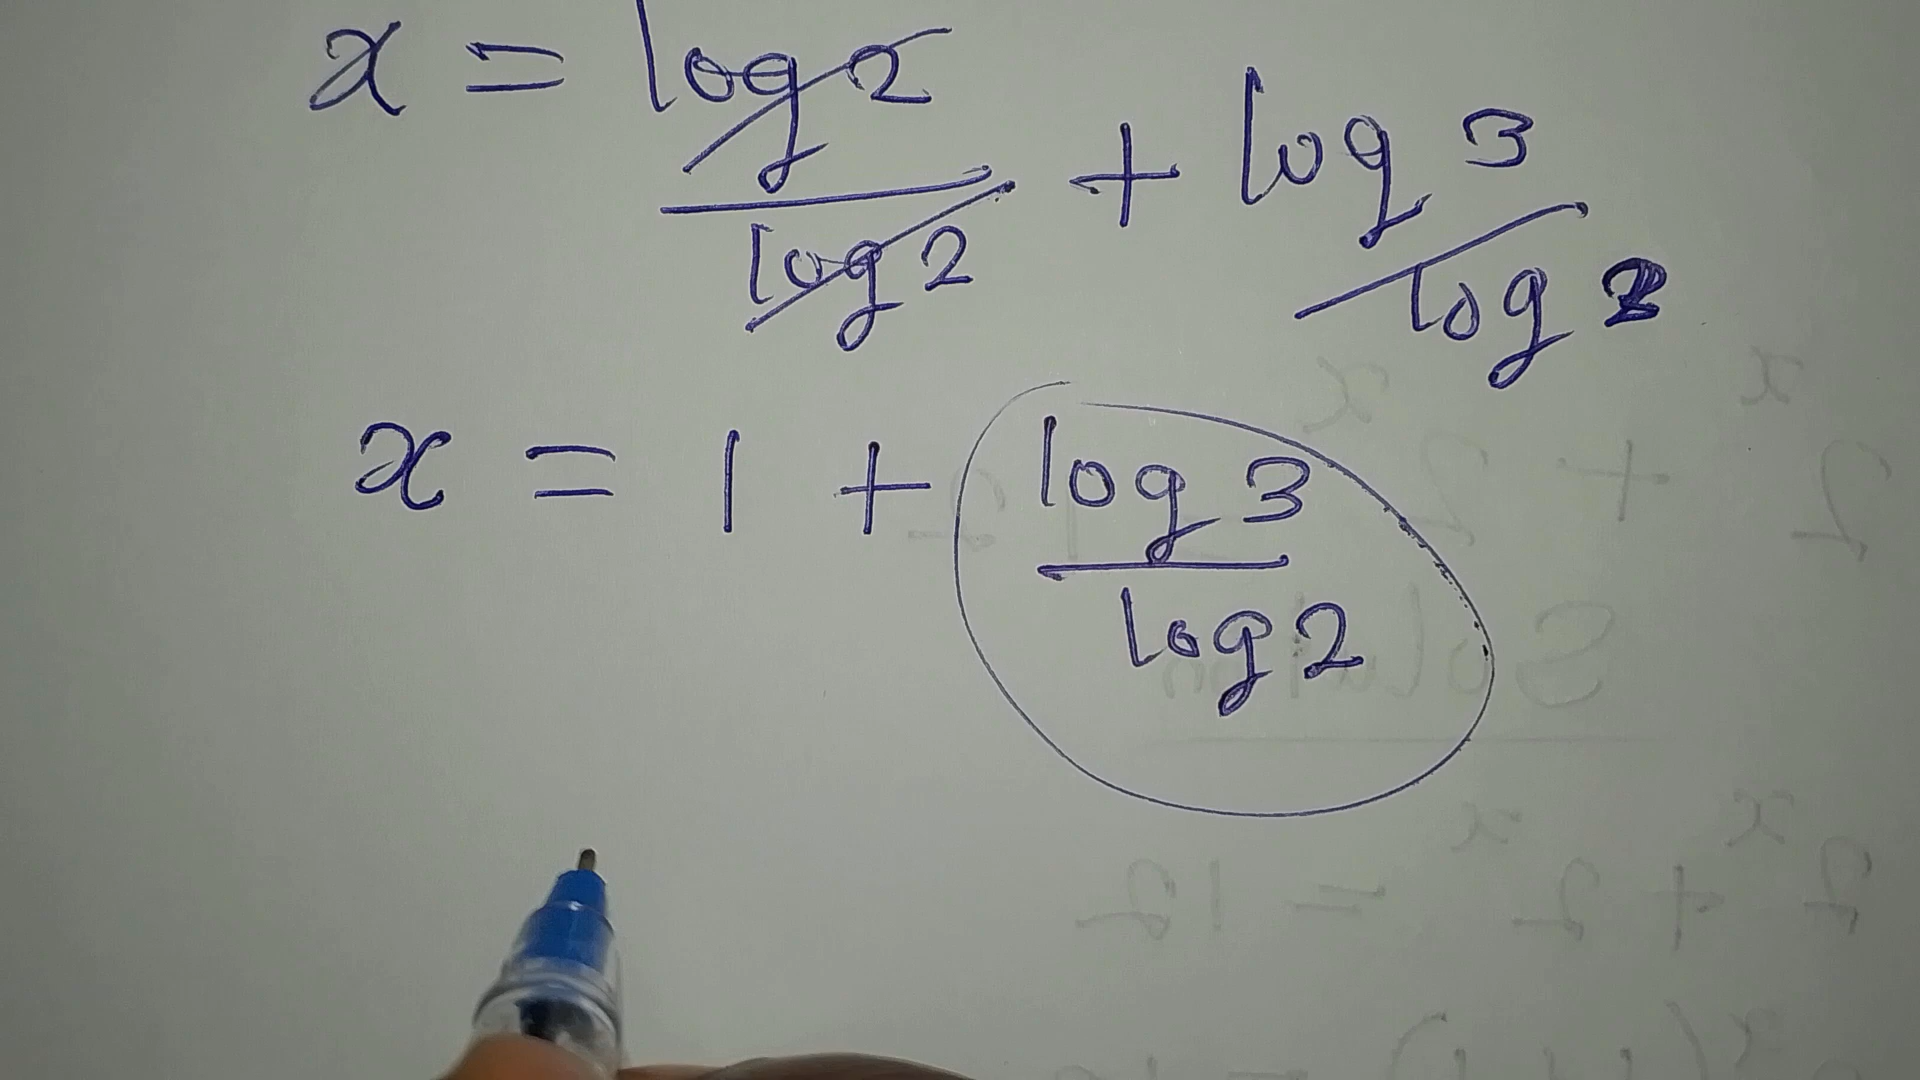 x = log 2 / log 2 + log 3 / log 2
x = 1 + log 3 / log 2